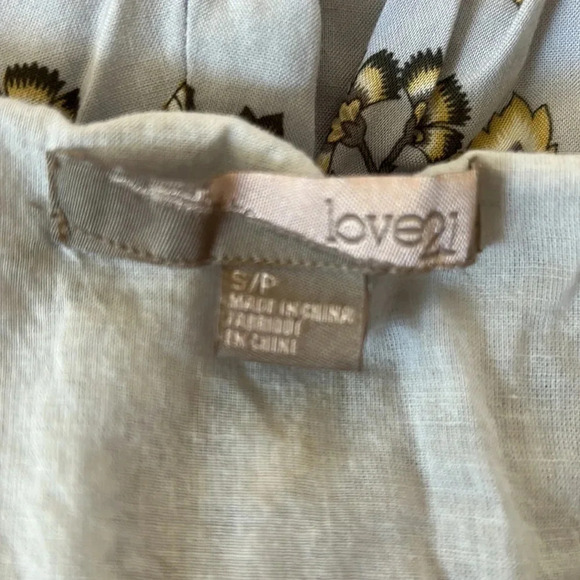 love21
S/P
MADE IN CHINA
FABRIQUÉ
EN CHINE